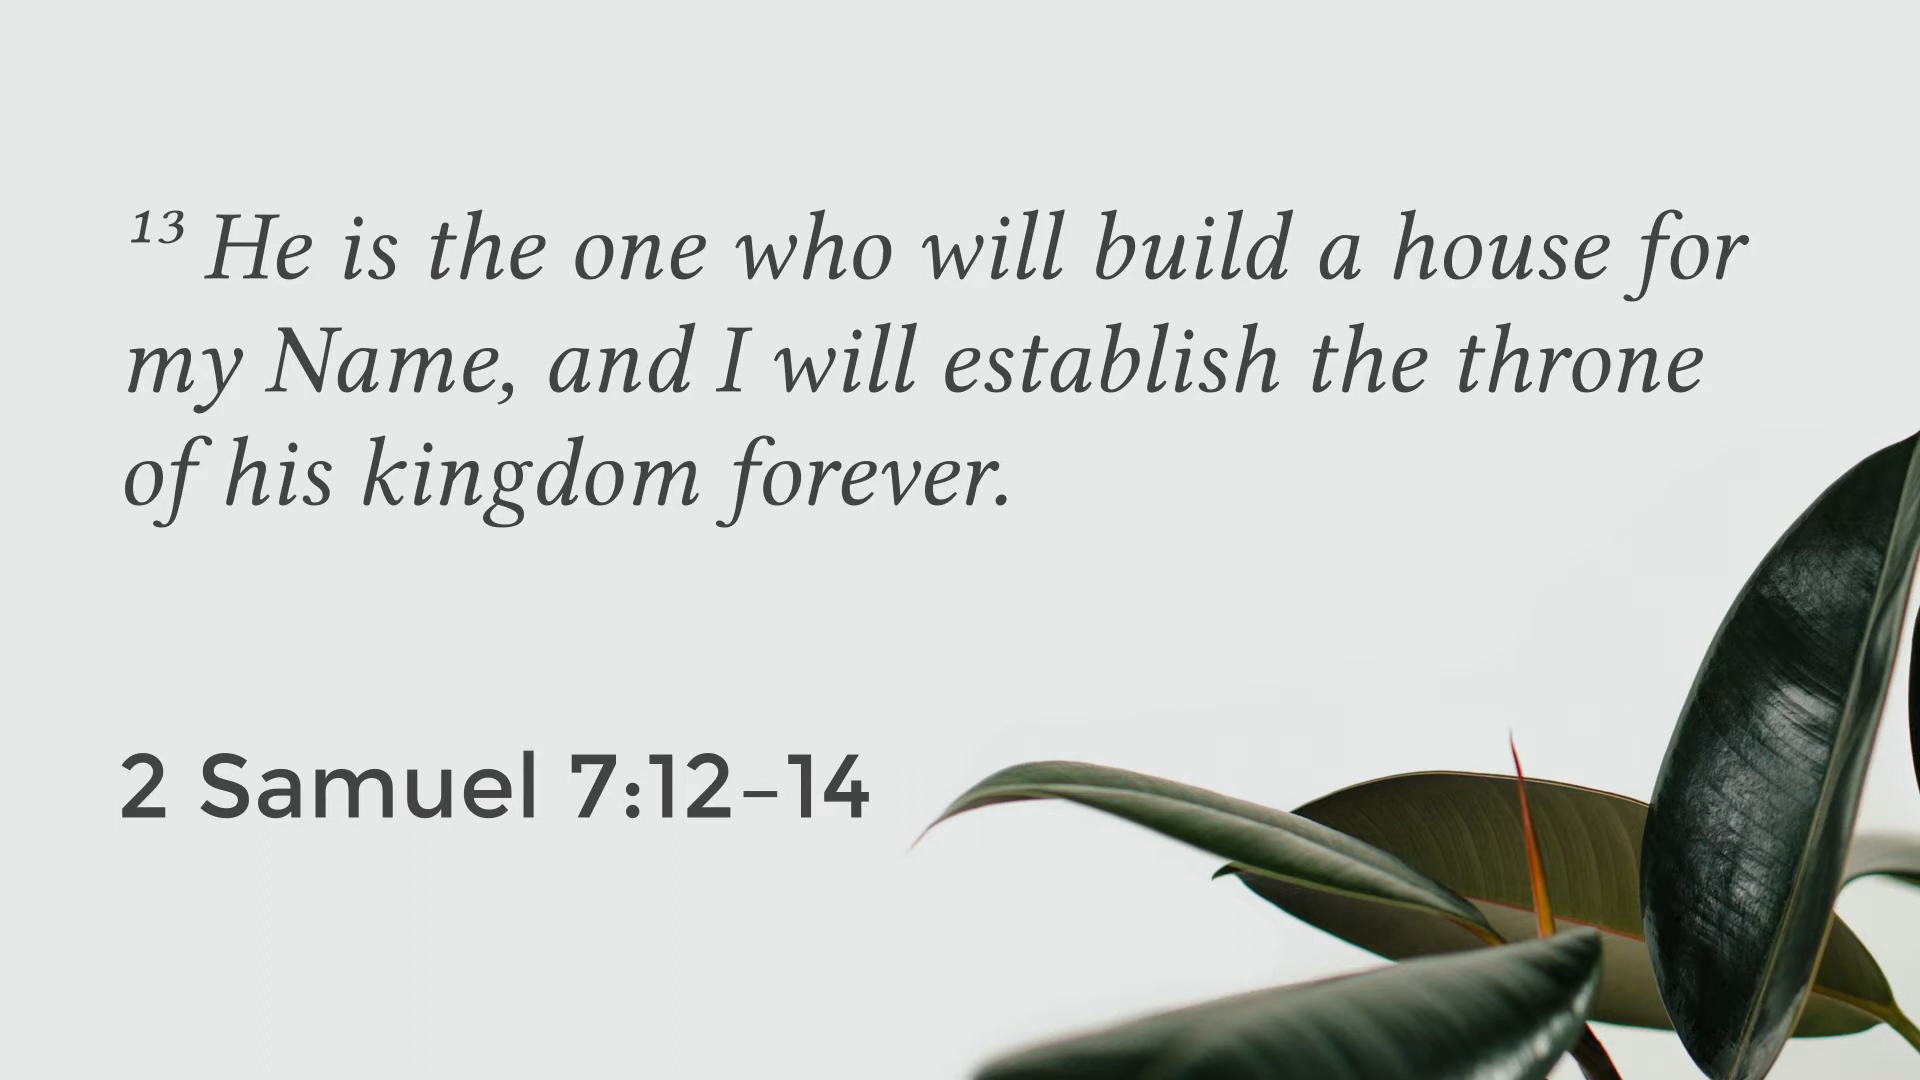 ¹³ He is the one who will build a house for
my Name, and I will establish the throne
of his kingdom forever.
2 Samuel 7:12–14